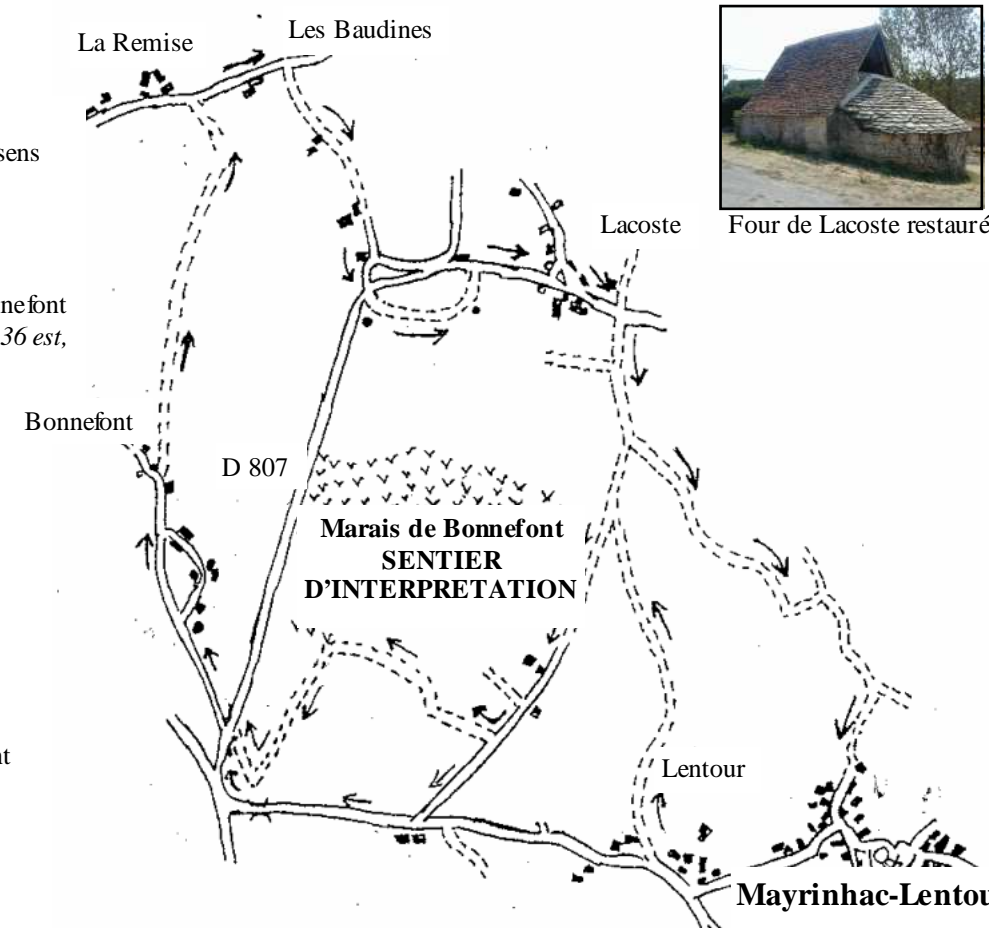 La Remise
Les Baudines
sens
Lacoste
Four de Lacoste restauré
nefont
36 est,
Bonnefont
D 807
Marais de Bonnefont
SENTIER
D'INTERPRETATION
nt
Lentour
Mayrinhac-Lentou